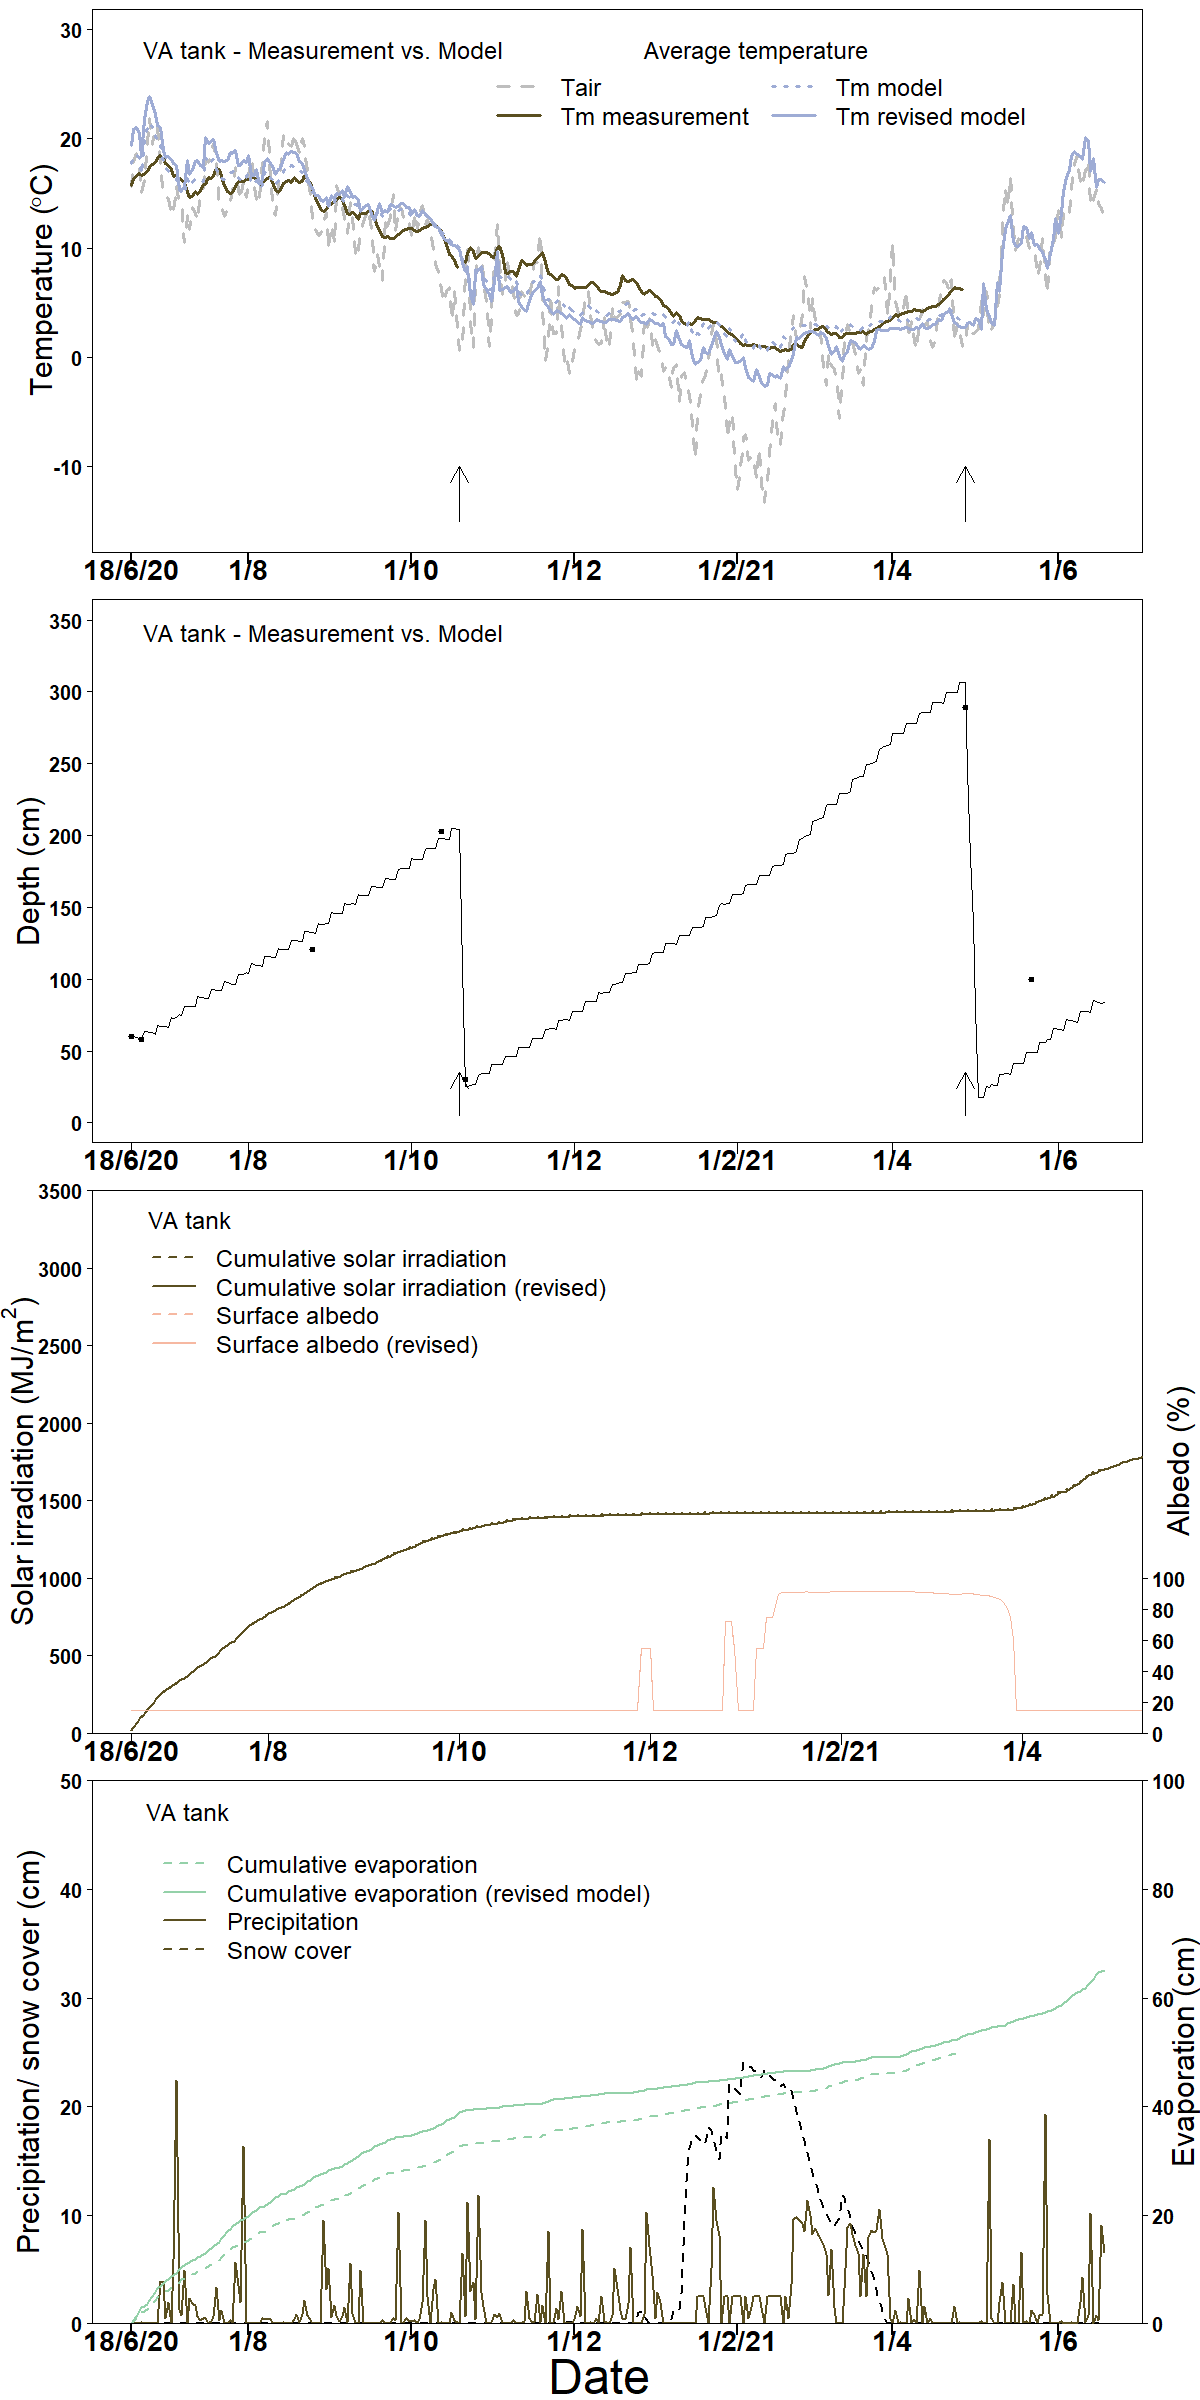 VA tank - Measurement vs. Model
Average temperature
Tair
Tm model
Tm measurement
Tm revised model
Temperature (°C)
30
20
10
0
-10
18/6/20 1/8 1/10 1/12 1/2/21 1/4 1/6
VA tank - Measurement vs. Model
Depth (cm)
350
300
250
200
150
100
50
0
18/6/20 1/8 1/10 1/12 1/2/21 1/4 1/6
VA tank
Cumulative solar irradiation
Cumulative solar irradiation (revised)
Surface albedo
Surface albedo (revised)
Solar irradiation (MJ/m²)
3500
3000
2500
2000
1500
1000
500
0
Albedo (%)
100
80
60
40
20
0
18/6/20 1/8 1/10 1/12 1/2/21 1/4
VA tank
Cumulative evaporation
Cumulative evaporation (revised model)
Precipitation
Snow cover
Precipitation/ snow cover (cm)
50
40
30
20
10
0
Evaporation (cm)
100
80
60
40
20
0
18/6/20 1/8 1/10 1/12 1/2/21 1/4 1/6
Date